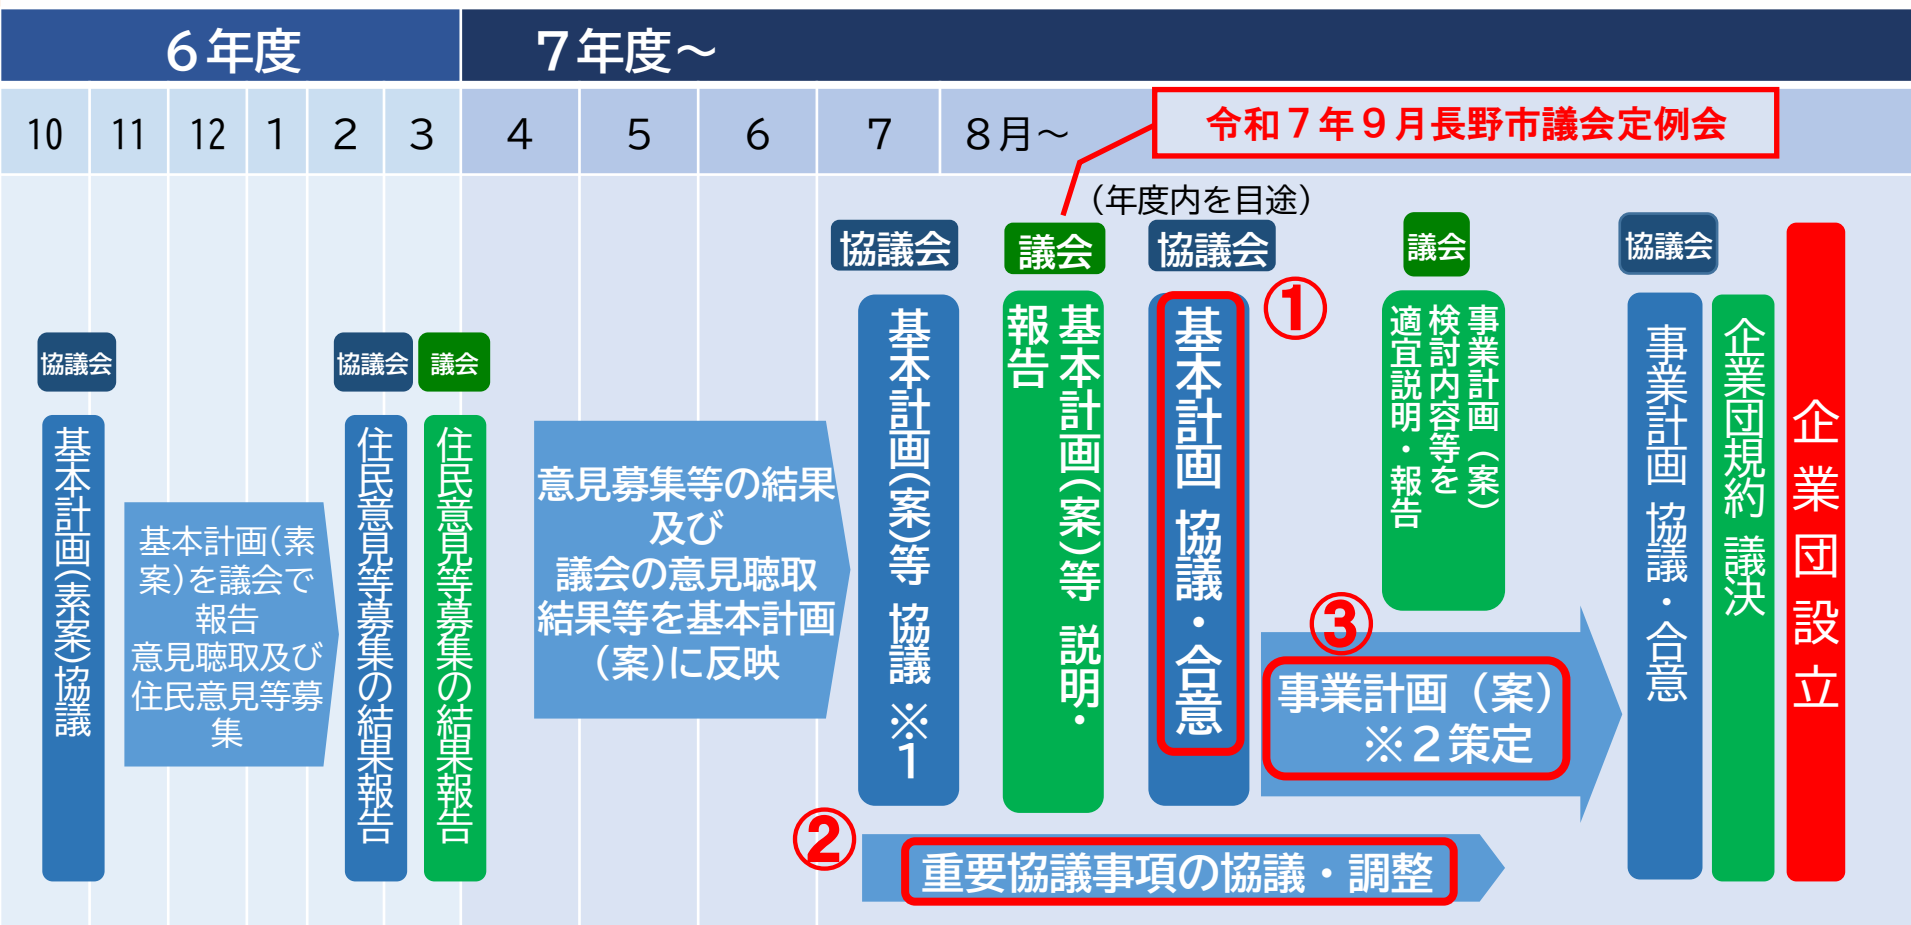 6年度
7年度～
10
11
12
1
2
3
4
5
6
7
8月～
令和7年9月長野市議会定例会
（年度内を目途）
協議会
基本計画(素案)協議
基本計画(素
案)を議会で
報告
意見聴取及び
住民意見等募
集
協議会
住民意見等募集の結果報告
議会
住民意見等募集の結果報告
意見募集等の結果
及び
議会の意見聴取
結果等を基本計画
(案)に反映
協議会
基本計画(案)等 協議 ※1
議会
基本計画(案)等 説明・
報告
協議会
①
基本計画 協議・合意
議会
事業計画（案）
検討内容等を
適宜説明・報告
③
事業計画（案）
※2策定
②
重要協議事項の協議・調整
協議会
事業計画 協議・合意
企業団規約 議決
企業団設立